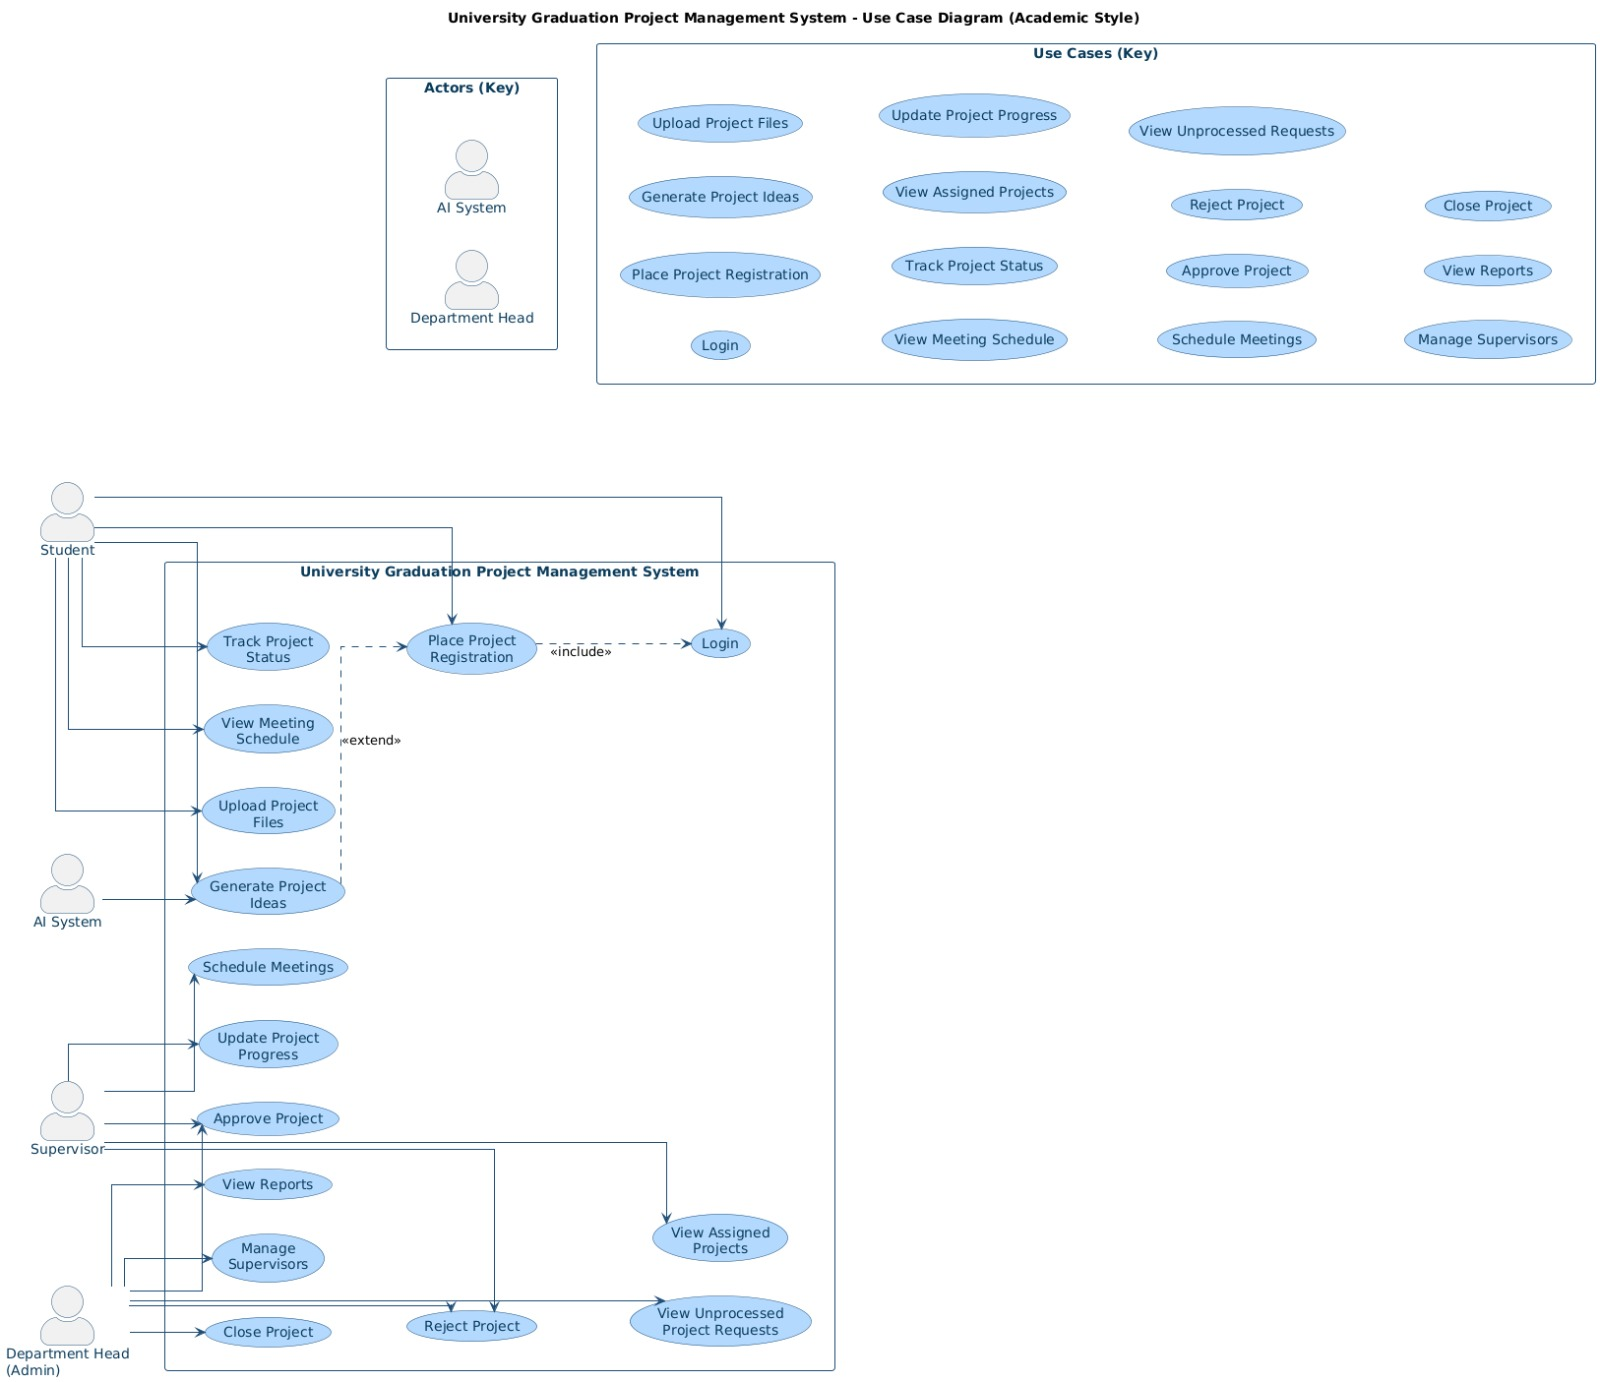 University Graduation Project Management System - Use Case Diagram (Academic Style)
Actors (Key)
AI System
Department Head
Use Cases (Key)
Upload Project Files
Update Project Progress
View Unprocessed Requests
Generate Project Ideas
View Assigned Projects
Reject Project
Close Project
Place Project Registration
Track Project Status
Approve Project
View Reports
Login
View Meeting Schedule
Schedule Meetings
Manage Supervisors
Student
University Graduation Project Management System
Track Project
Status
Place Project
Registration
«include»
Login
View Meeting
Schedule
«extend»
Upload Project
Files
AI System
Generate Project
Ideas
Schedule Meetings
Update Project
Progress
Supervisor
Approve Project
View Reports
View Assigned
Projects
Manage
Supervisors
Department Head
(Admin)
Close Project
Reject Project
View Unprocessed
Project Requests